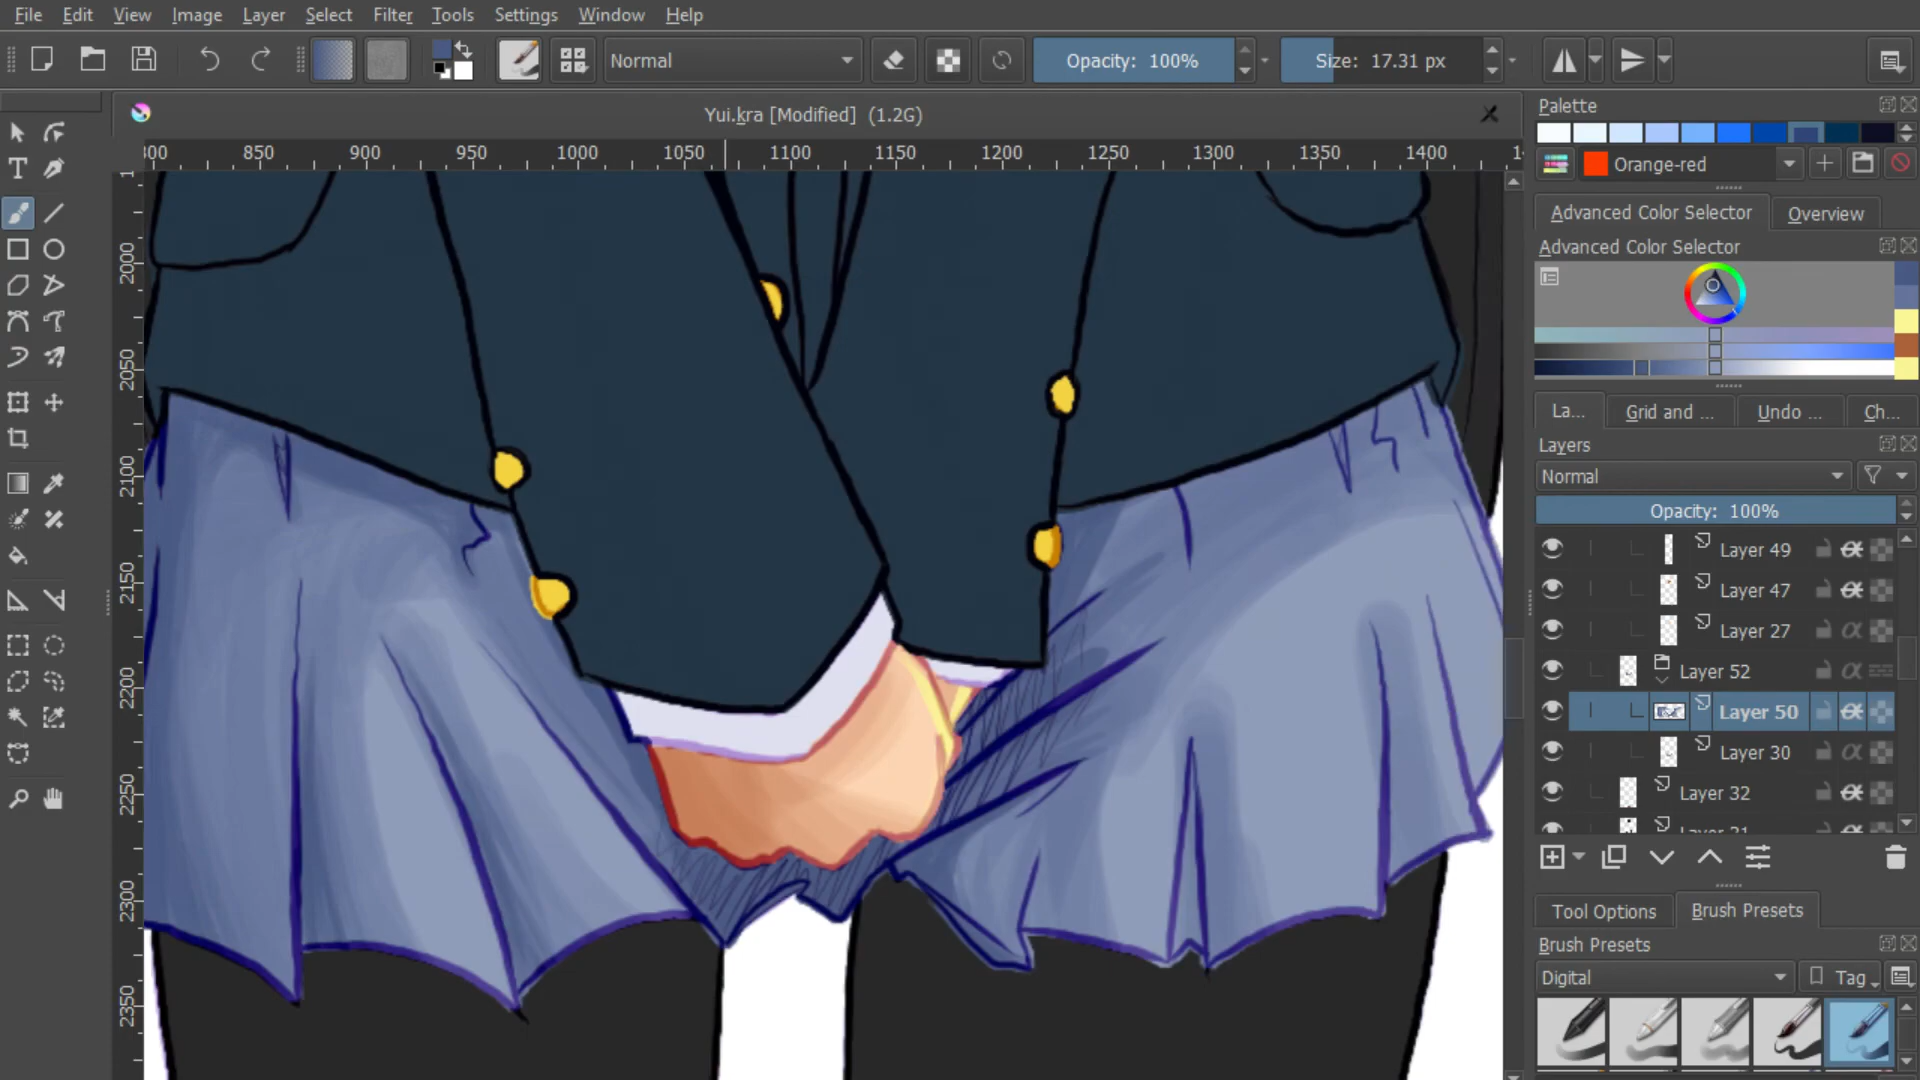 File Edit View Image Layer Select Filter Tools Settings Window Help
Normal Opacity: 100% Size: 17.31 px
Yui.kra [Modified] (1.2G)
850 900 950 1000 1050 1100 1150 1200 1250 1300 1350 1400
2000
2050
2100
2150
2200
2250
2300
2350
Palette
Orange-red
Advanced Color Selector Overview
Advanced Color Selector
La... Grid and ... Undo ... Ch...
Layers
Normal
Opacity: 100%
Layer 49
Layer 47
Layer 27
Layer 52
Layer 50
Layer 30
Layer 32
Tool Options Brush Presets
Brush Presets
Digital Tag